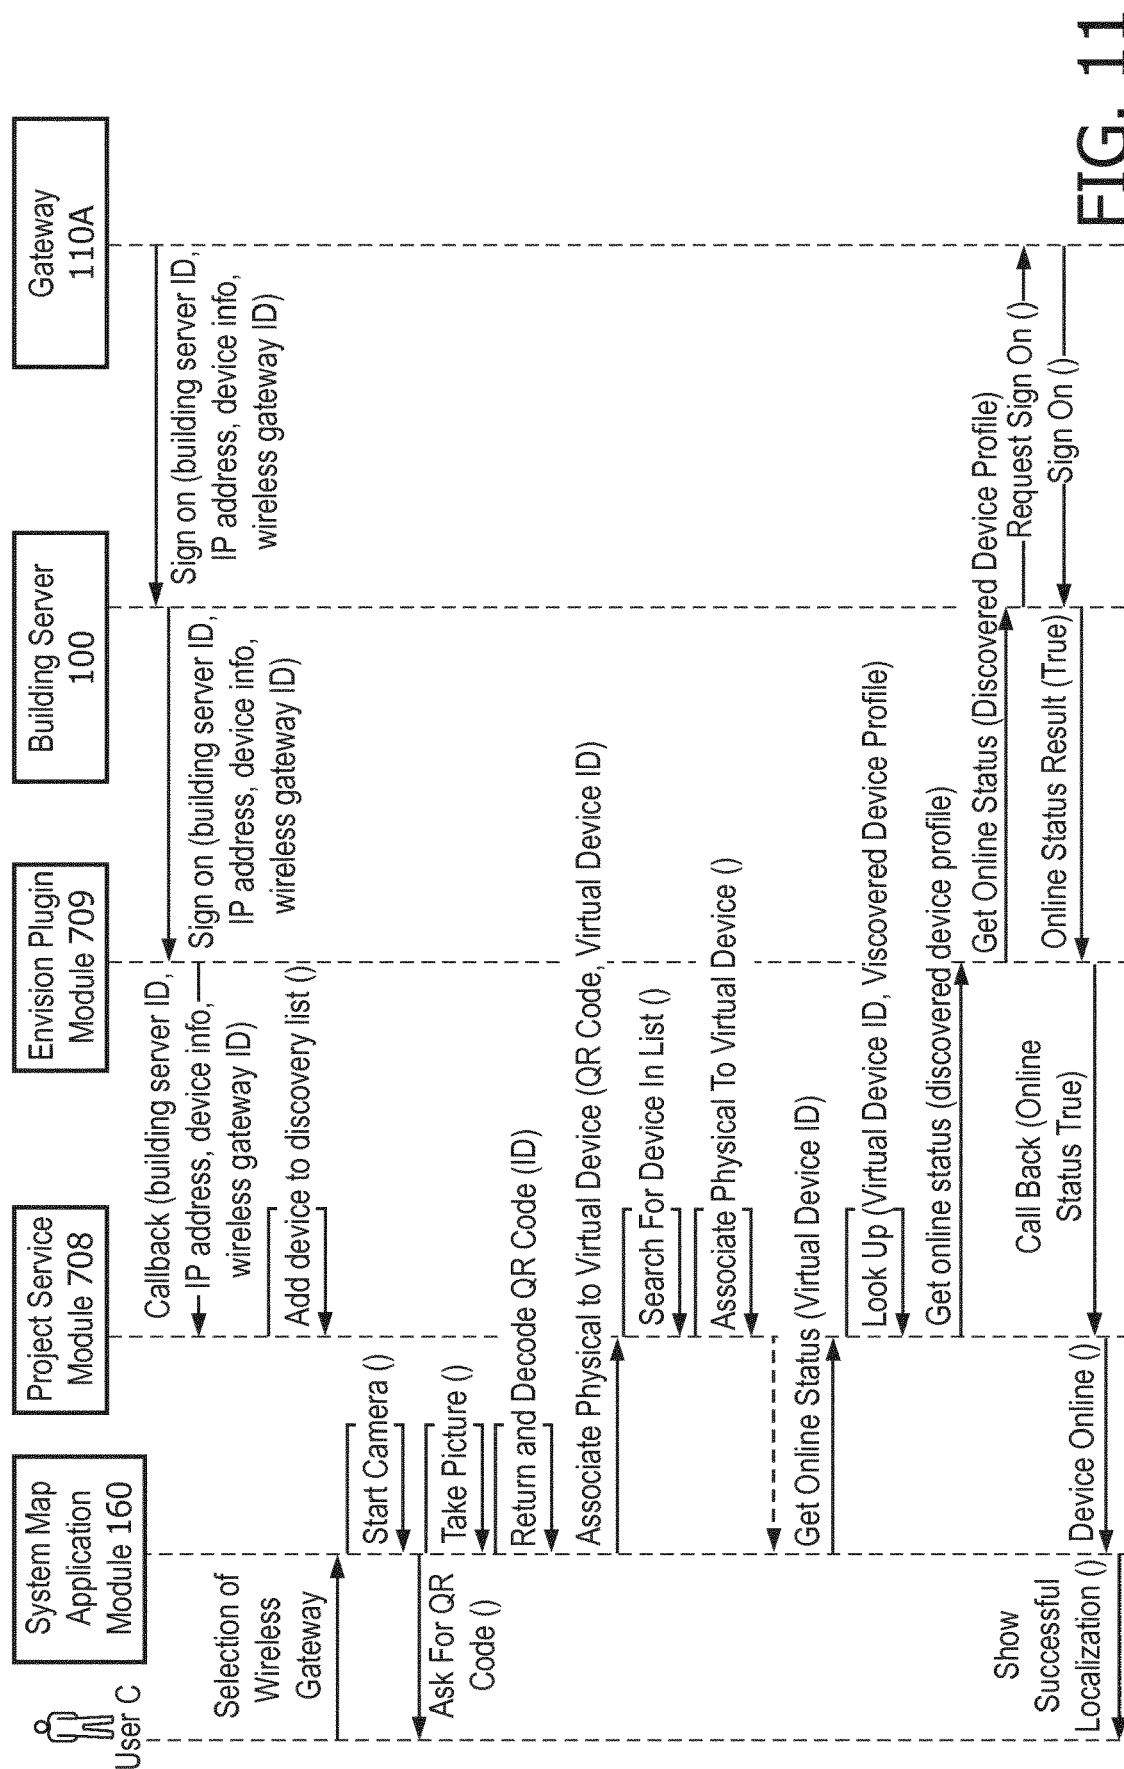 User C
System Map
Application
Module 160
Project Service
Module 708
Envision Plugin
Module 709
Building Server
100
Gateway
110A
Sign on (building server ID,
IP address, device info,
wireless gateway ID)
Sign on (building server ID,
IP address, device info,
wireless gateway ID)
Callback (building server ID,
IP address, device info,
wireless gateway ID)
Add device to discovery list ()
Selection of
Wireless
Gateway
Start Camera ()
Ask For QR
Code ()
Take Picture ()
Return and Decode QR Code (ID)
Associate Physical to Virtual Device (QR Code, Virtual Device ID)
Search For Device In List ()
Associate Physical To Virtual Device ()
Get Online Status (Virtual Device ID)
Look Up (Virtual Device ID, Viscovered Device Profile)
Get online status (discovered device profile)
Get Online Status (Discovered Device Profile)
Request Sign On ()
Sign On ()
Online Status Result (True)
Call Back (Online
Status True)
Device Online ()
Show
Successful
Localization ()
FIG. 11